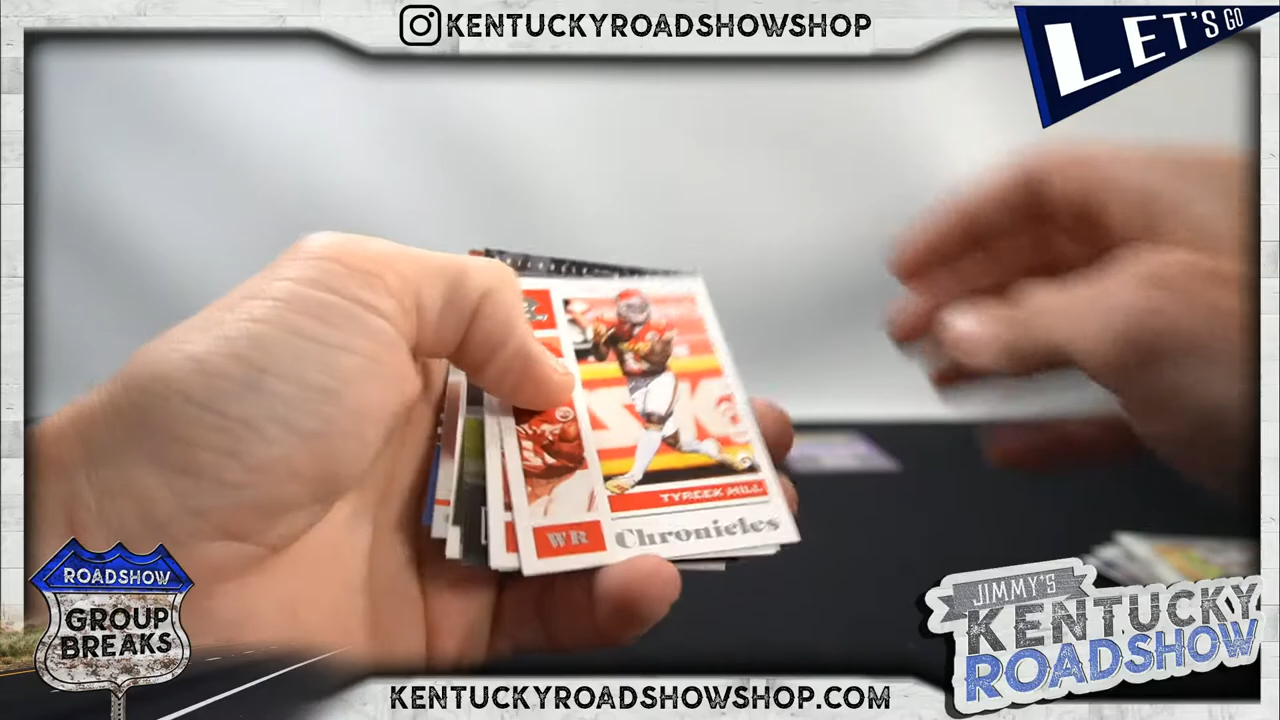 KENTUCKYROADSHOWSHOP
LET'S GO
TYREEK HILL
WR
Chronicles
ROADSHOW
GROUP
BREAKS
JIMMY'S
KENTUCKY
ROADSHOW
KENTUCKYROADSHOWSHOP.COM